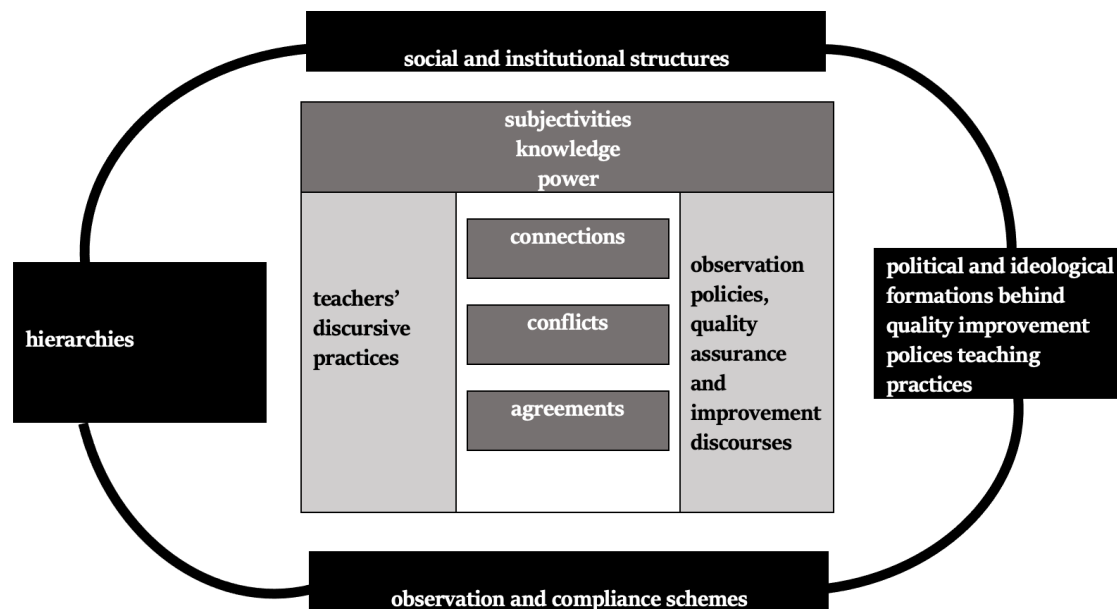 social and institutional structures
subjectivities
knowledge
power
hierarchies
teachers’
discursive
practices
connections
conflicts
agreements
observation
policies,
quality
assurance
and
improvement
discourses
political and ideological
formations behind
quality improvement
polices teaching
practices
observation and compliance schemes